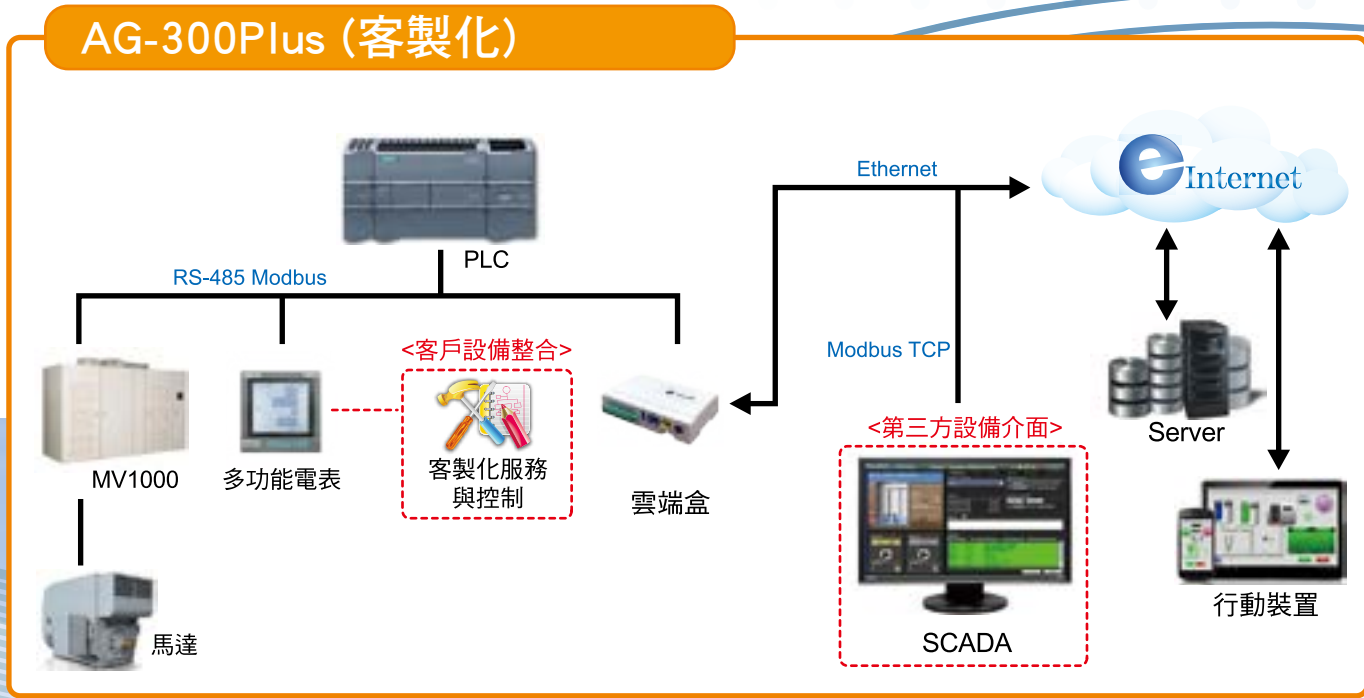 AG-300Plus (客製化)
Ethernet
e Internet
PLC
RS-485 Modbus
Modbus TCP
<客戶設備整合>
<第三方設備介面>
Server
MV1000
多功能電表
客製化服務
與控制
雲端盒
行動裝置
馬達
SCADA